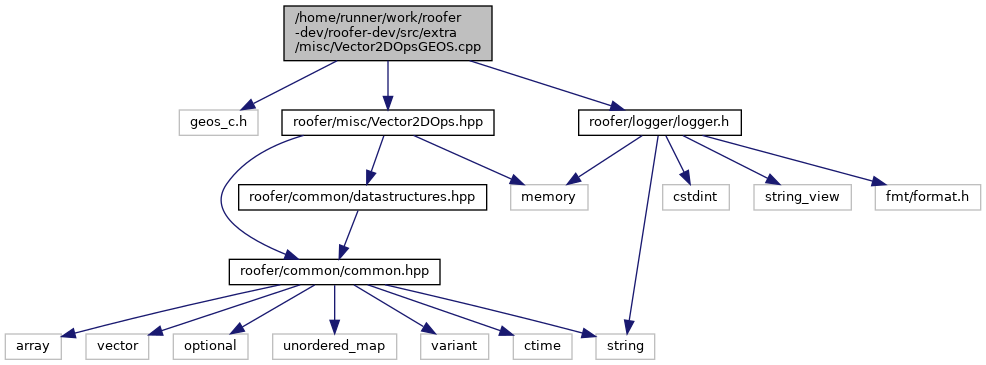 /home/runner/work/roofer
-dev/roofer-dev/src/extra
/misc/Vector2DOpsGEOS.cpp
geos_c.h
roofer/misc/Vector2DOps.hpp
roofer/logger/logger.h
roofer/common/datastructures.hpp
memory
cstdint
string_view
fmt/format.h
roofer/common/common.hpp
array
vector
optional
unordered_map
variant
ctime
string